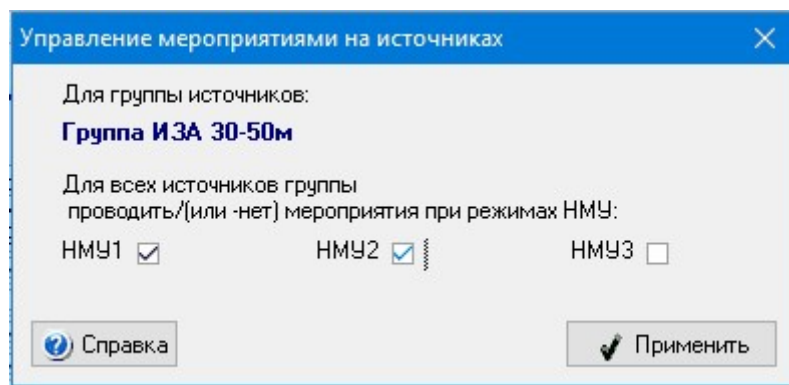 Управление мероприятиями на источниках
Для группы источников:
Группа ИЗА 30-50м
Для всех источников группы
проводить/(или -нет) мероприятия при режимах НМУ:
НМУ1 НМУ2 НМУ3
Справка Применить